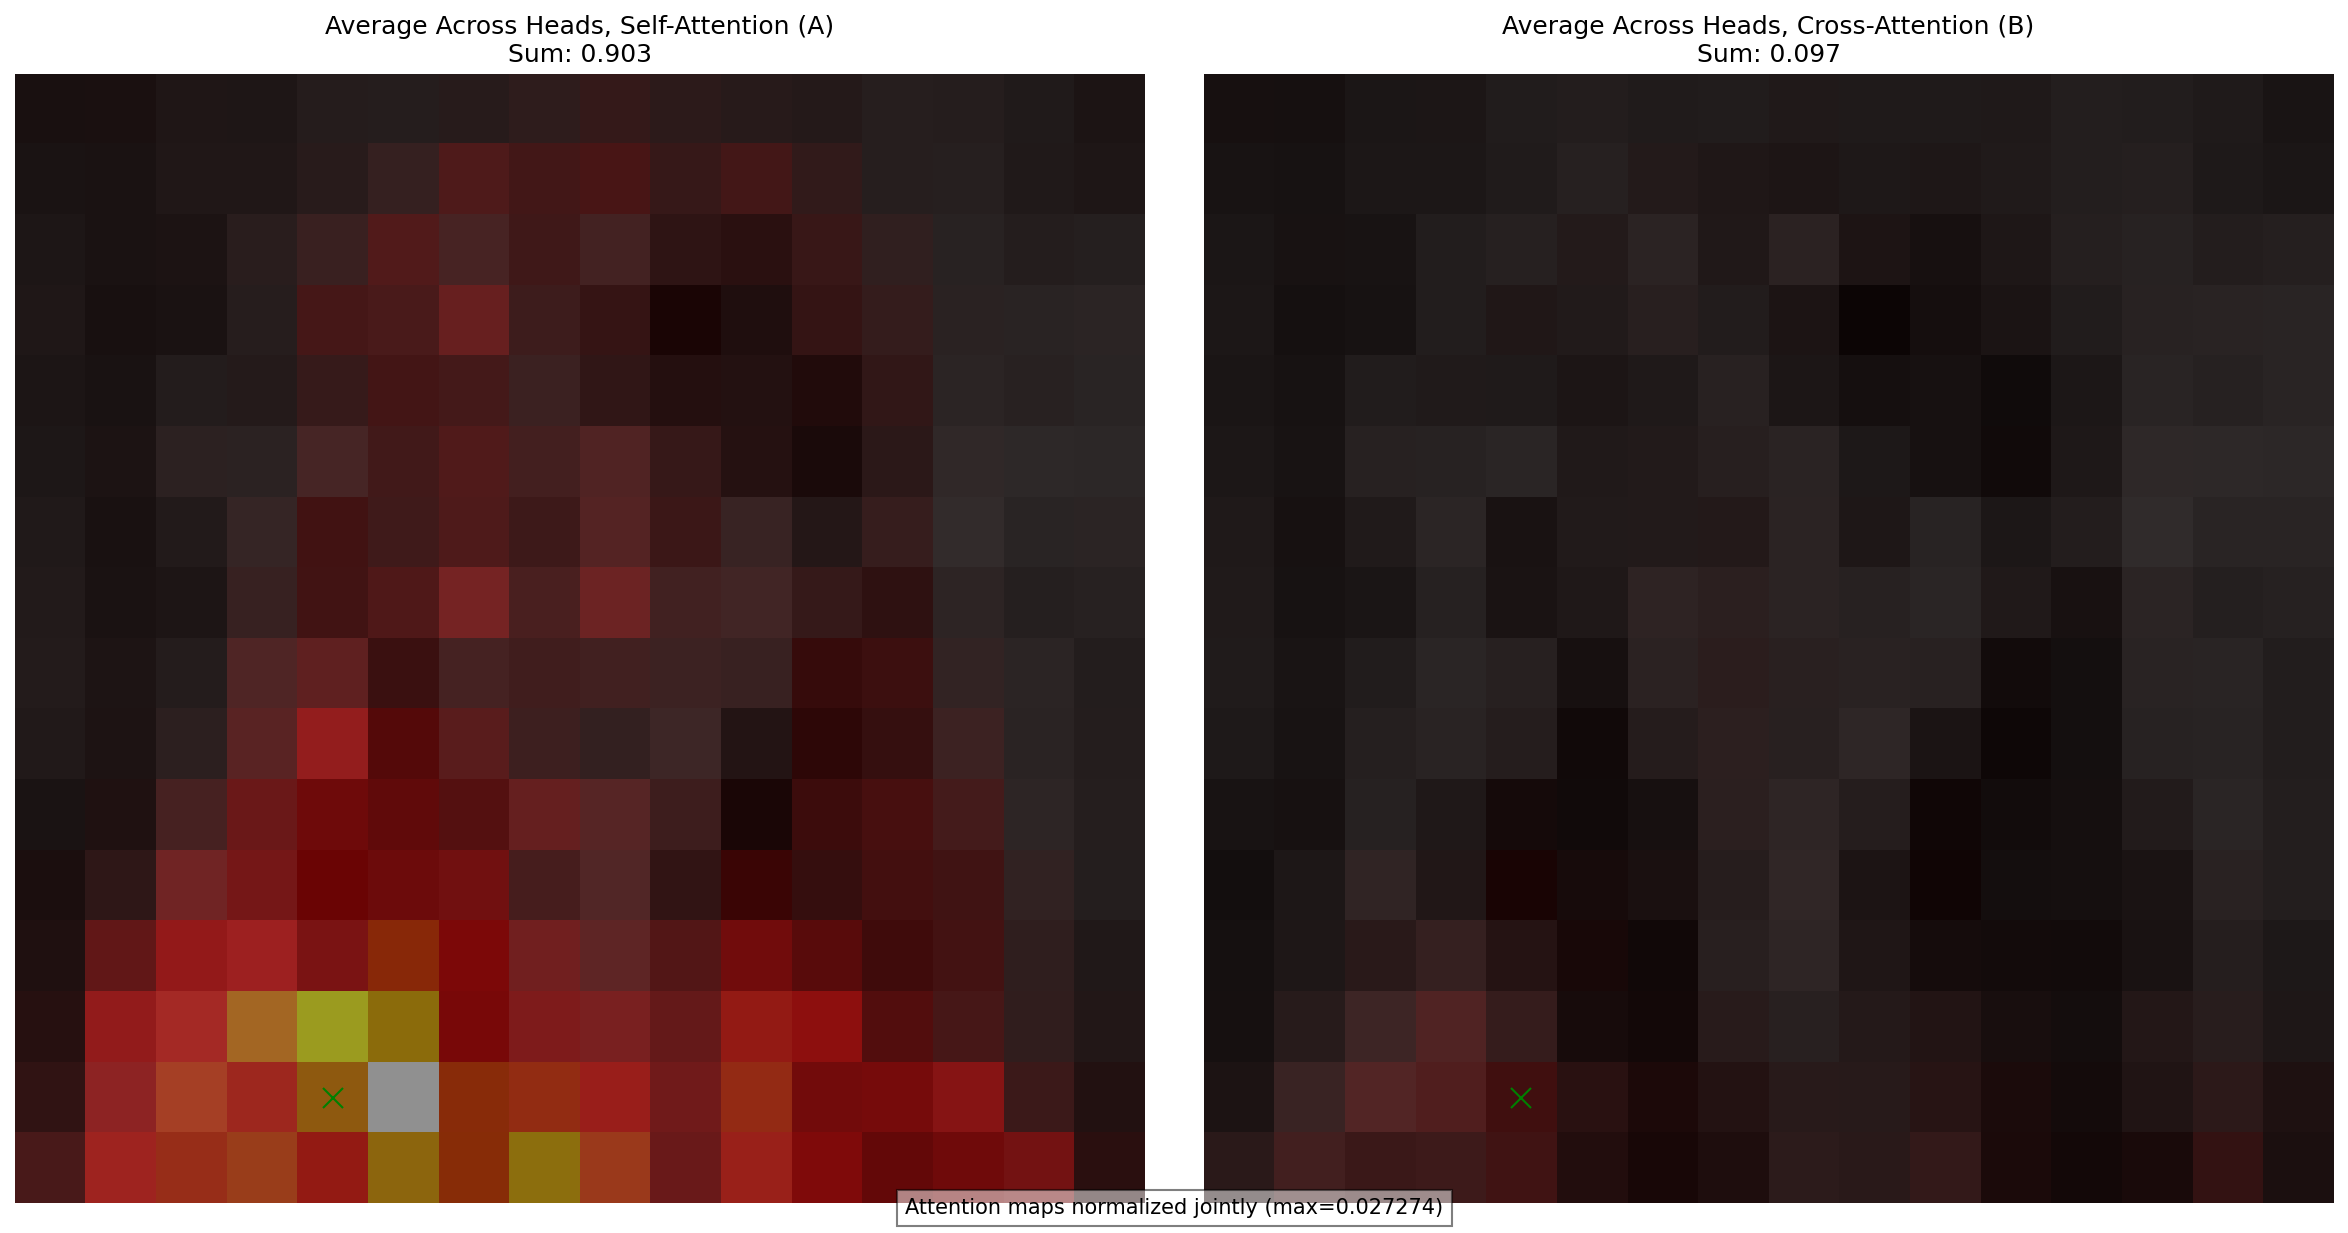 Average Across Heads, Self-Attention (A)
Sum: 0.903
Average Across Heads, Cross-Attention (B)
Sum: 0.097
Attention maps normalized jointly (max=0.027274)